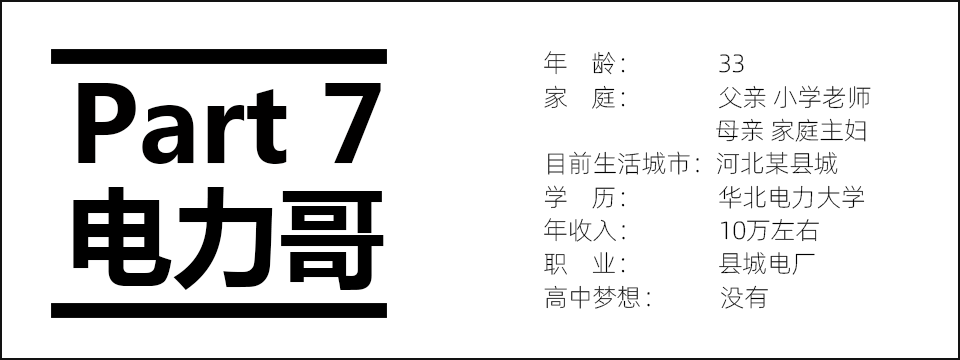 Part 7
电力哥
年 龄： 33
家 庭： 父亲 小学老师
母亲 家庭主妇
目前生活城市： 河北某县城
学 历： 华北电力大学
年收入： 10万左右
职 业： 县城电厂
高中梦想： 没有